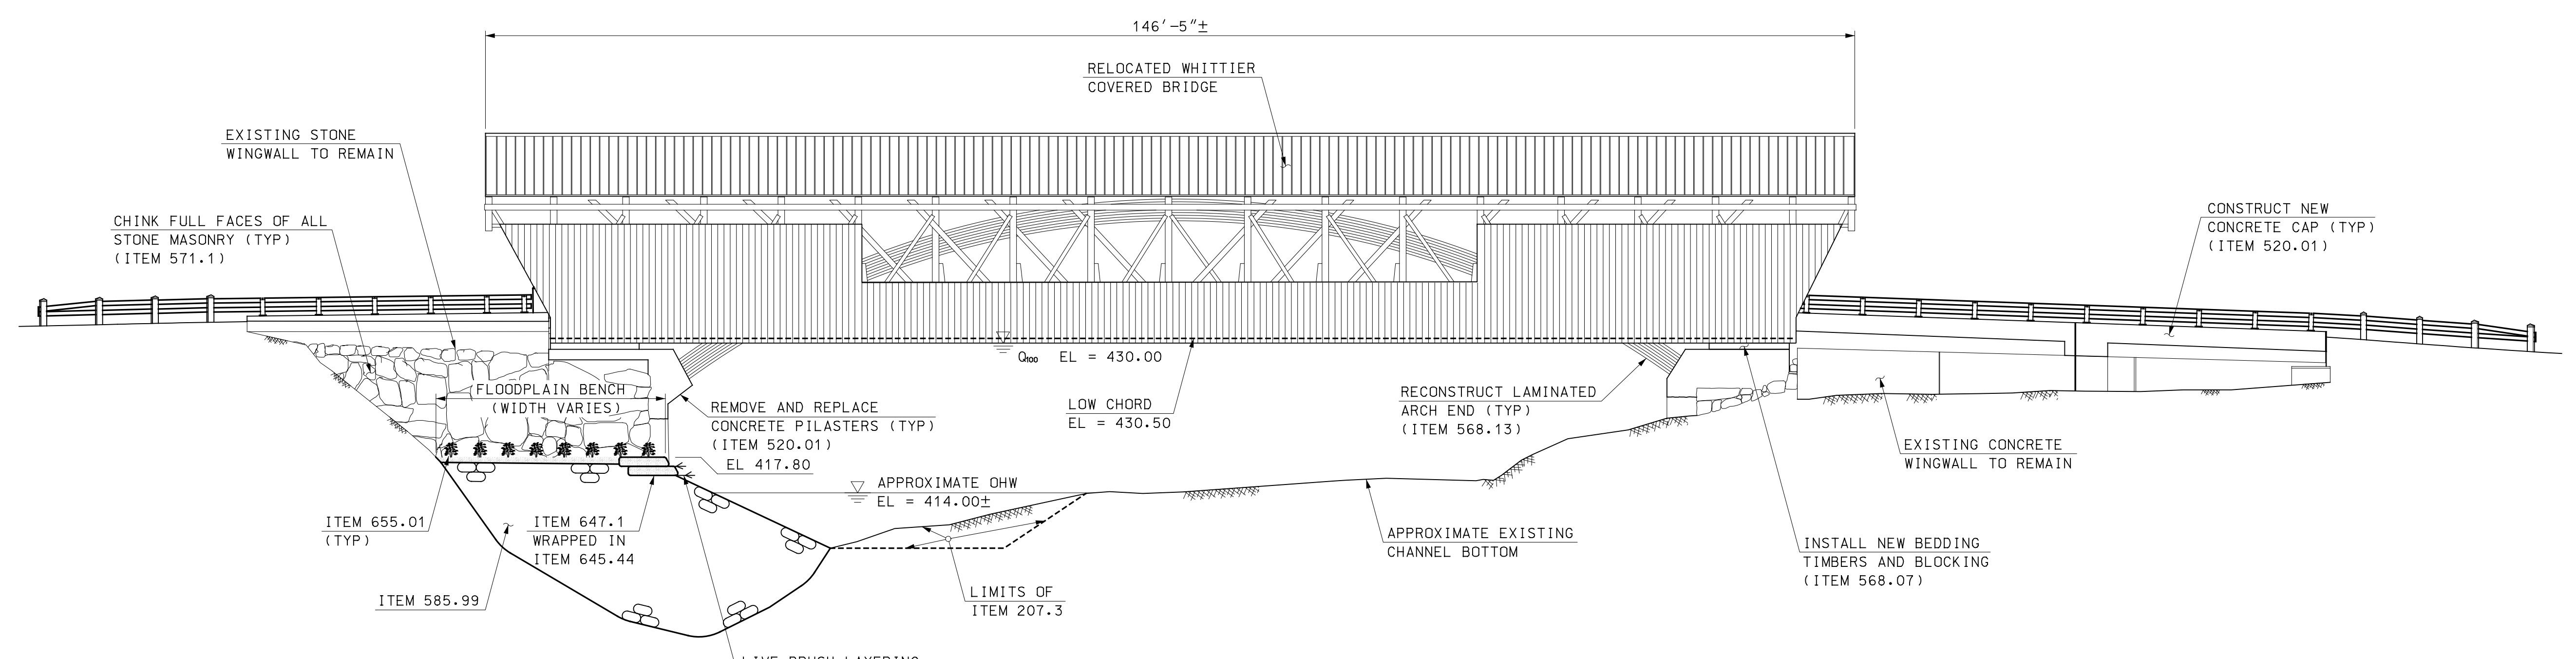 146'-5"±
RELOCATED WHITTIER
COVERED BRIDGE
EXISTING STONE
WINGWALL TO REMAIN
CHINK FULL FACES OF ALL
STONE MASONRY (TYP)
(ITEM 571.1)
CONSTRUCT NEW
CONCRETE CAP (TYP)
(ITEM 520.01)
Q100 EL = 430.00
FLOODPLAIN BENCH
(WIDTH VARIES)
REMOVE AND REPLACE
CONCRETE PILASTERS (TYP)
(ITEM 520.01)
LOW CHORD
EL = 430.50
RECONSTRUCT LAMINATED
ARCH END (TYP)
(ITEM 568.13)
EXISTING CONCRETE
WINGWALL TO REMAIN
EL 417.80
APPROXIMATE OHW
EL = 414.00±
ITEM 655.01
(TYP)
ITEM 647.1
WRAPPED IN
ITEM 645.44
APPROXIMATE EXISTING
CHANNEL BOTTOM
INSTALL NEW BEDDING
TIMBERS AND BLOCKING
(ITEM 568.07)
ITEM 585.99
LIMITS OF
ITEM 207.3
LIVE BRUSH LAYERING